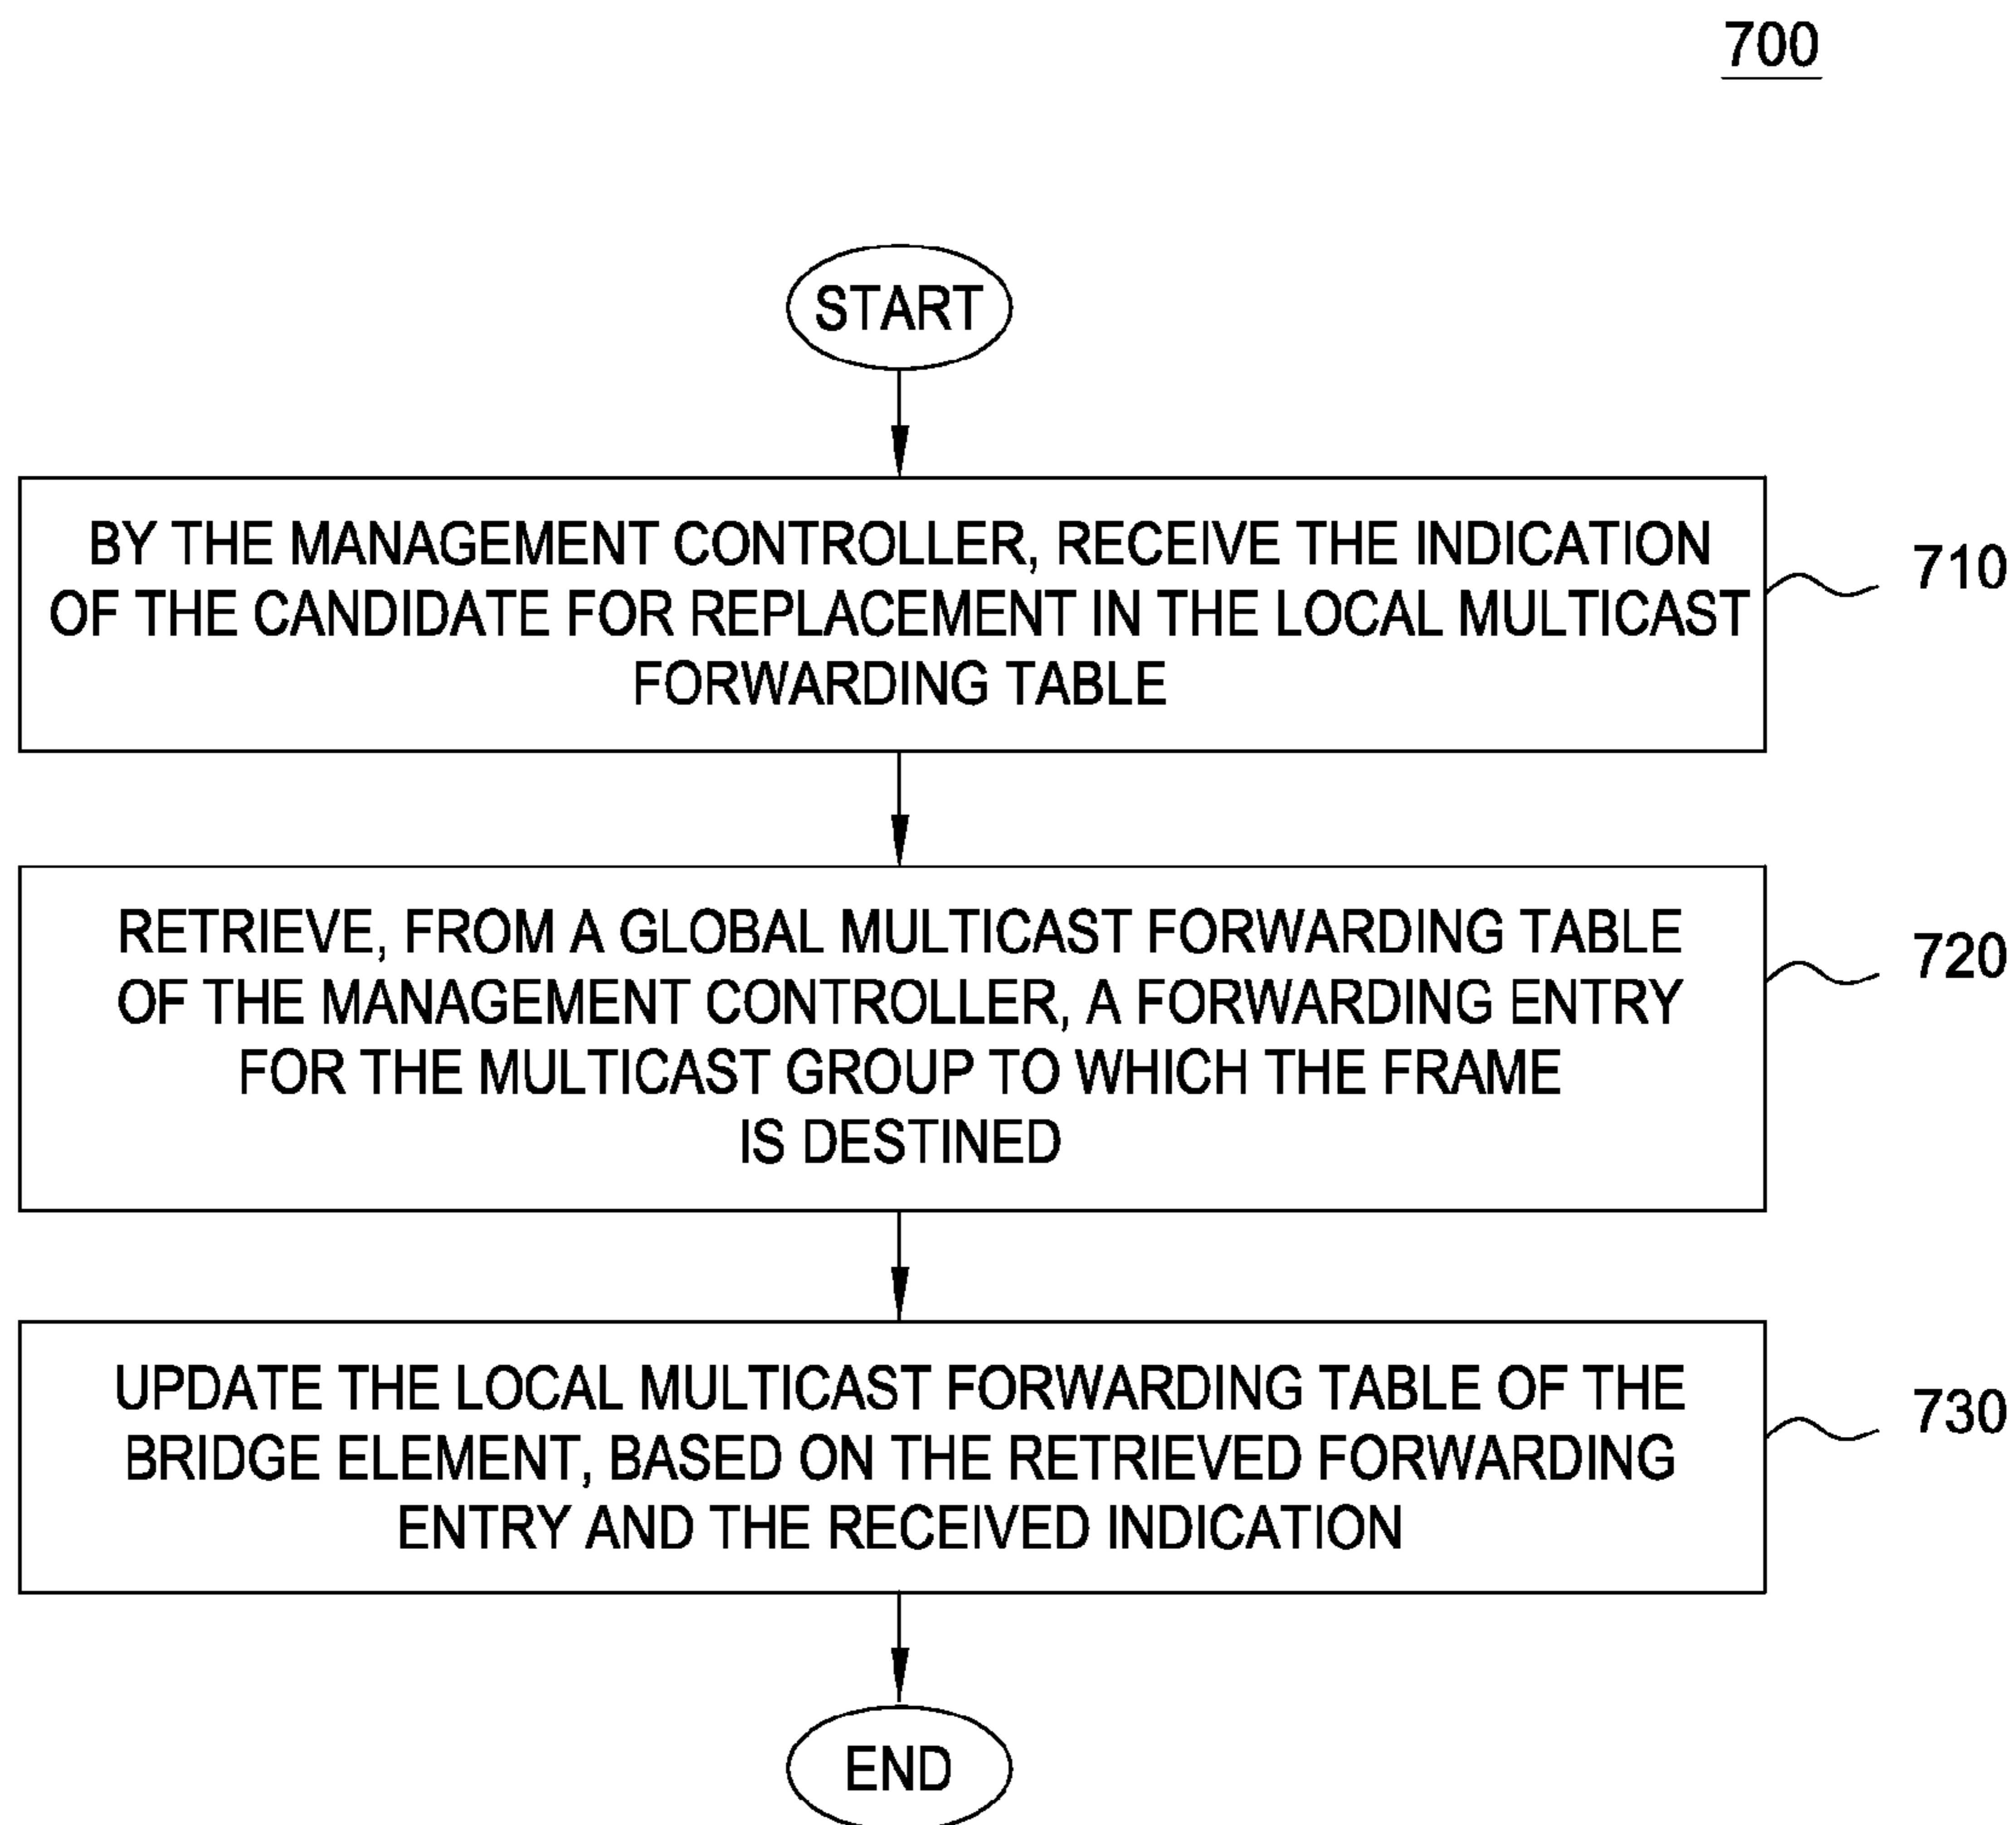 700
START
BY THE MANAGEMENT CONTROLLER, RECEIVE THE INDICATION
OF THE CANDIDATE FOR REPLACEMENT IN THE LOCAL MULTICAST
FORWARDING TABLE
710
RETRIEVE, FROM A GLOBAL MULTICAST FORWARDING TABLE
OF THE MANAGEMENT CONTROLLER, A FORWARDING ENTRY
FOR THE MULTICAST GROUP TO WHICH THE FRAME
IS DESTINED
720
UPDATE THE LOCAL MULTICAST FORWARDING TABLE OF THE
BRIDGE ELEMENT, BASED ON THE RETRIEVED FORWARDING
ENTRY AND THE RECEIVED INDICATION
730
END